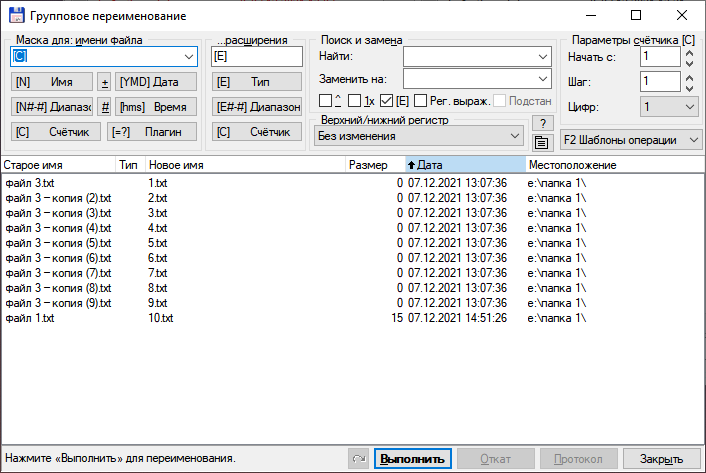 Групповое переименование
Маска для: имени файла
...расширения
Поиск и замена
Параметры счётчика [C]
[C]
[E]
Найти:
Начать с:
1
[N] Имя
+
[YMD] Дата
[E] Тип
Заменить на:
Шаг:
1
[N#-#] Диапазо
#
[hms] Время
[E#-#] Диапазон
^
1x
[E]
Рег. выраж.
Подстан
Цифр:
1
[C] Счётчик
[=?] Плагин
[C] Счётчик
Верхний/нижний регистр
Без изменения
?
F2 Шаблоны операции
Старое имя Тип Новое имя Размер Дата Местоположение
файл 3.txt 1.txt 0 07.12.2021 13:07:36 e:\папка 1\
файл 3 – копия (2).txt 2.txt 0 07.12.2021 13:07:36 e:\папка 1\
файл 3 – копия (3).txt 3.txt 0 07.12.2021 13:07:36 e:\папка 1\
файл 3 – копия (4).txt 4.txt 0 07.12.2021 13:07:36 e:\папка 1\
файл 3 – копия (5).txt 5.txt 0 07.12.2021 13:07:36 e:\папка 1\
файл 3 – копия (6).txt 6.txt 0 07.12.2021 13:07:36 e:\папка 1\
файл 3 – копия (7).txt 7.txt 0 07.12.2021 13:07:36 e:\папка 1\
файл 3 – копия (8).txt 8.txt 0 07.12.2021 13:07:36 e:\папка 1\
файл 3 – копия (9).txt 9.txt 0 07.12.2021 13:07:36 e:\папка 1\
файл 1.txt 10.txt 15 07.12.2021 14:51:26 e:\папка 1\
Нажмите «Выполнить» для переименования.
Выполнить
Откат
Протокол
Закрыть